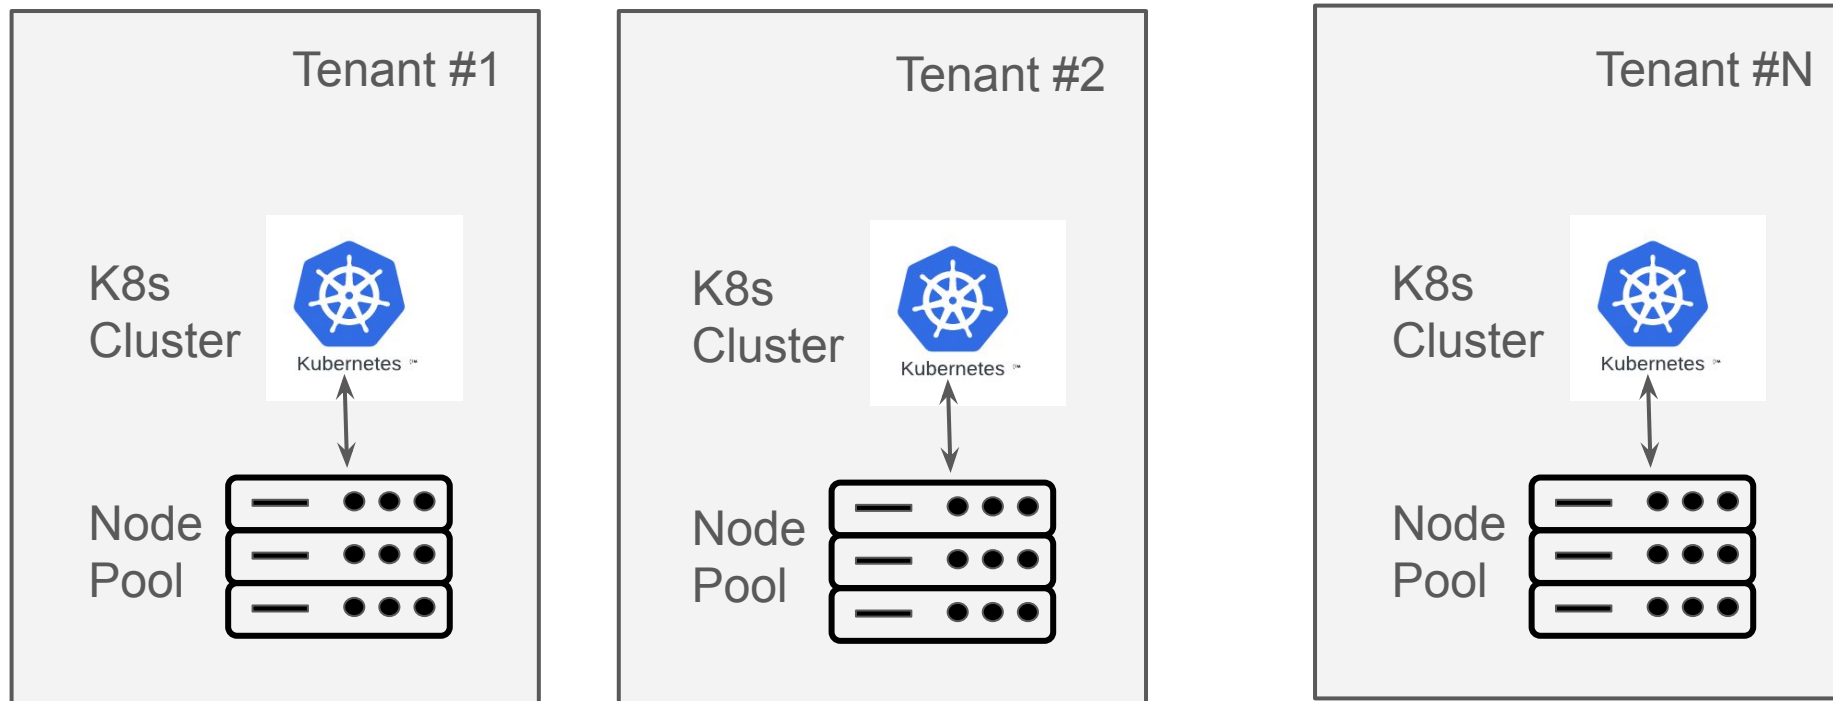 Tenant #1
K8s
Cluster
Kubernetes
Node
Pool
Tenant #2
K8s
Cluster
Kubernetes
Node
Pool
Tenant #N
K8s
Cluster
Kubernetes
Node
Pool